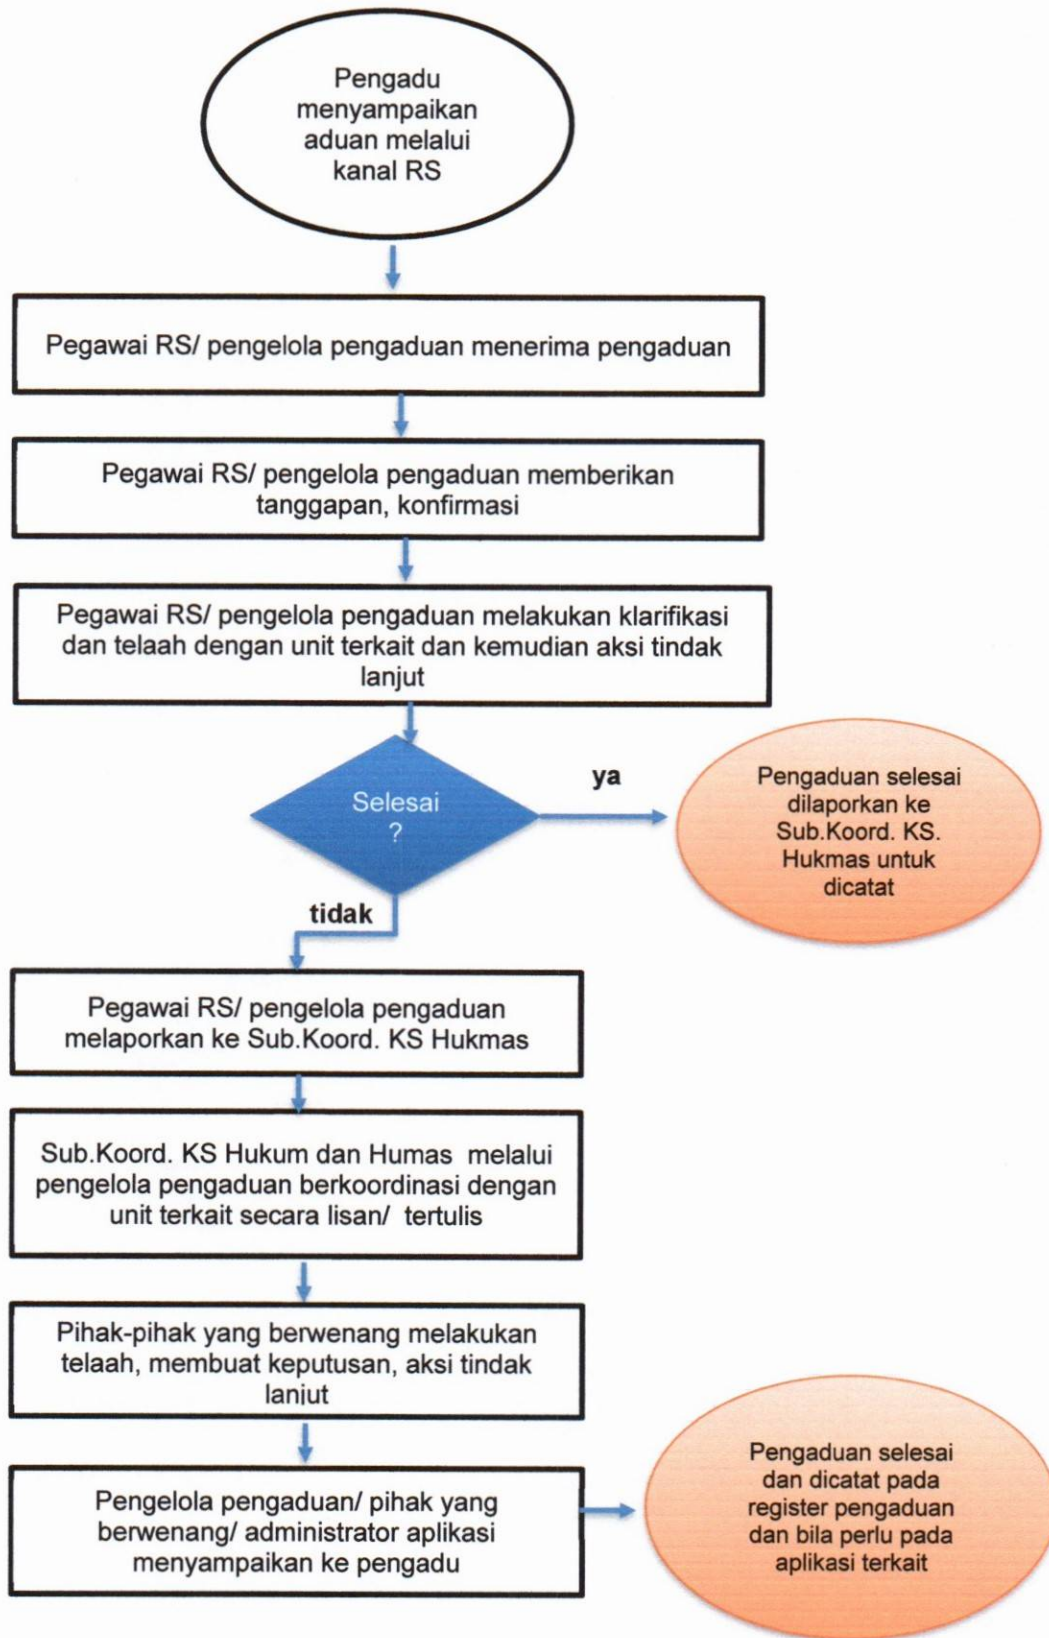 Pengadu
menyampaikan
aduan melalui
kanal RS
Pegawai RS/ pengelola pengaduan menerima pengaduan
Pegawai RS/ pengelola pengaduan memberikan
tanggapan, konfirmasi
Pegawai RS/ pengelola pengaduan melakukan klarifikasi
dan telaah dengan unit terkait dan kemudian aksi tindak
lanjut
Selesai
?
ya
Pengaduan selesai
dilaporkan ke
Sub.Koord. KS.
Hukmas untuk
dicatat
tidak
Pegawai RS/ pengelola pengaduan
melaporkan ke Sub.Koord. KS Hukmas
Sub.Koord. KS Hukum dan Humas melalui
pengelola pengaduan berkoordinasi dengan
unit terkait secara lisan/ tertulis
Pihak-pihak yang berwenang melakukan
telaah, membuat keputusan, aksi tindak
lanjut
Pengelola pengaduan/ pihak yang
berwenang/ administrator aplikasi
menyampaikan ke pengadu
Pengaduan selesai
dan dicatat pada
register pengaduan
dan bila perlu pada
aplikasi terkait